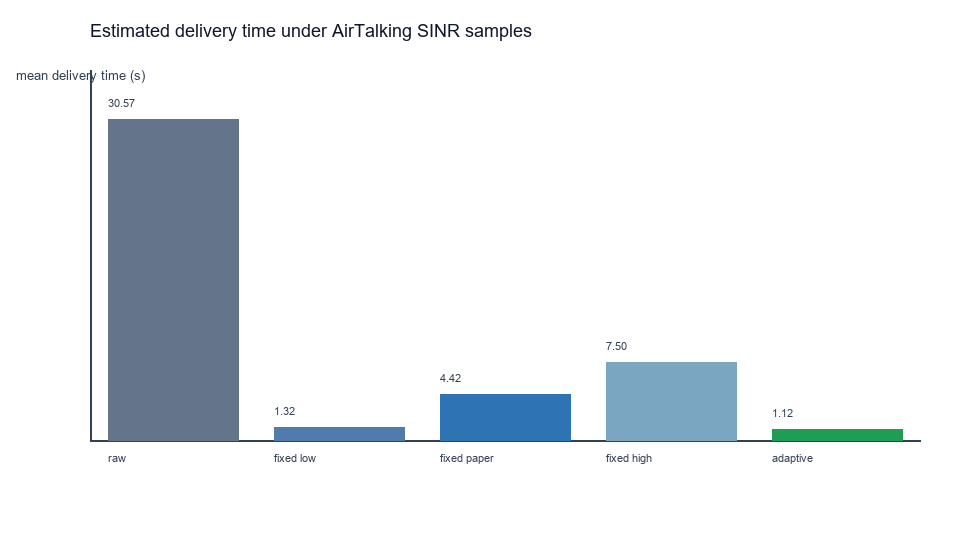 Estimated delivery time under AirTalking SINR samples
mean delivery time (s)
30.57
1.32
4.42
7.50
1.12
raw
fixed low
fixed paper
fixed high
adaptive